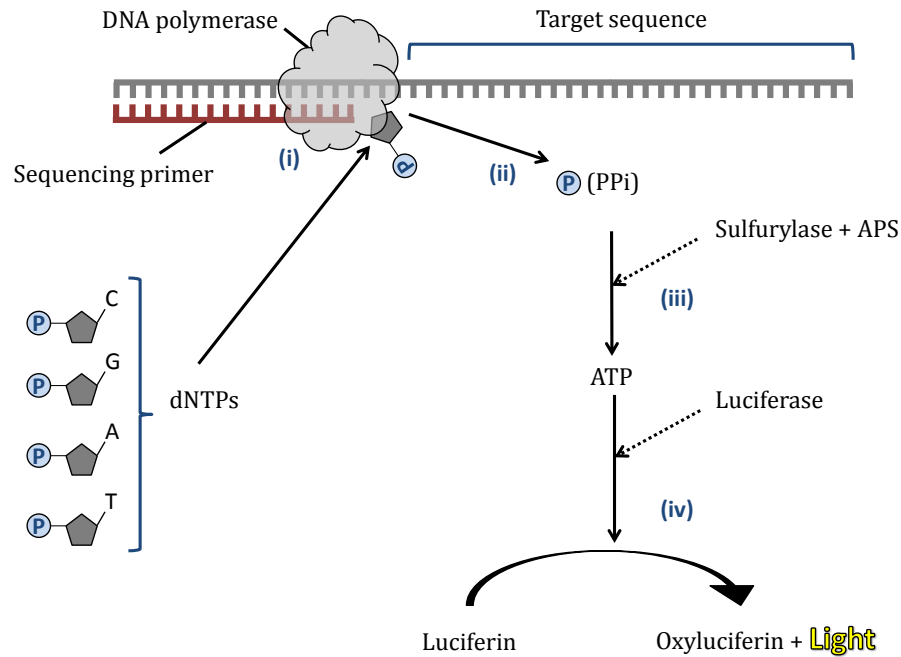 DNA polymerase
Target sequence
P
(i)
(ii)
Sequencing primer
P (PPi)
Sulfurylase + APS
(iii)
P C
P G
P A
P T
dNTPs
ATP
Luciferase
(iv)
Luciferin
Oxyluciferin + Light